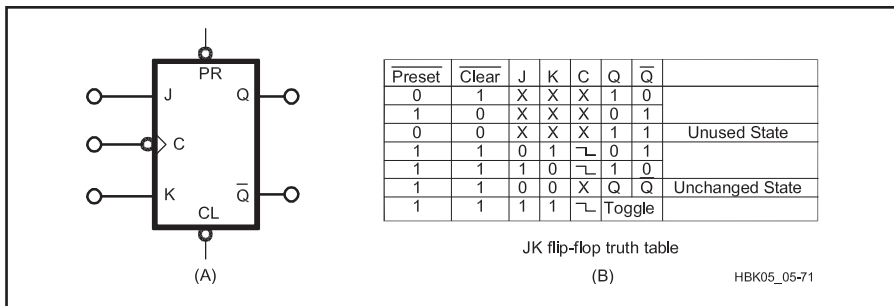 PR
J Q
C
K Q̅
CL
(A)
P̅r̅e̅s̅e̅t̅ C̅l̅e̅a̅r̅ J K C Q Q̅
0 1 X X X 1 0
1 0 X X X 0 1
0 0 X X X 1 1 Unused State
1 1 0 1 0 1
1 1 1 0 1 0
1 1 0 0 X Q Q̅ Unchanged State
1 1 1 1 Toggle
JK flip-flop truth table
(B)
HBK05_05-71